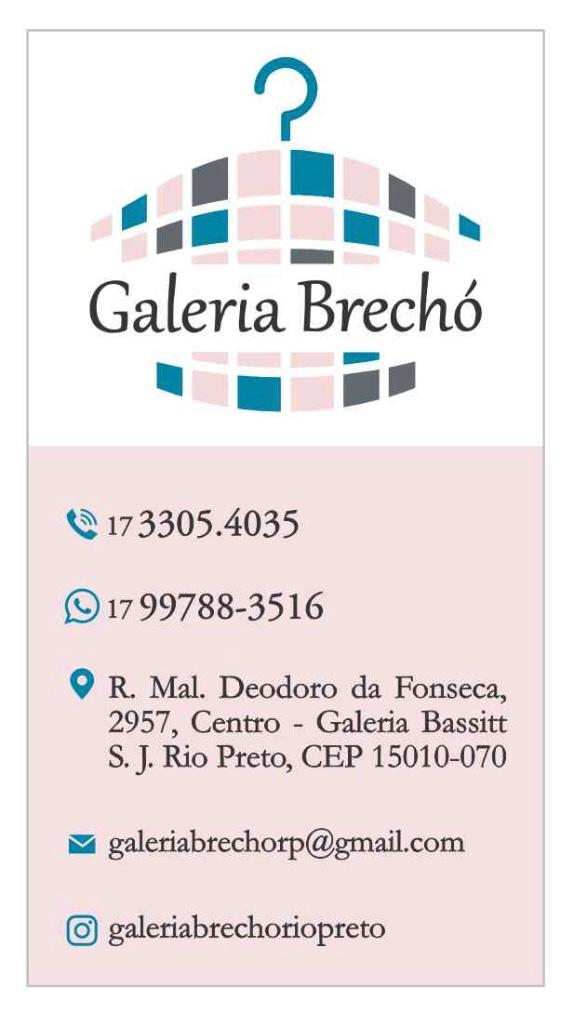 Galeria Brechó
17 3305.4035
17 99788-3516
R. Mal. Deodoro da Fonseca,
2957, Centro - Galeria Bassitt
S. J. Rio Preto, CEP 15010-070
galeriabrechorp@gmail.com
galeriabrechoriopreto